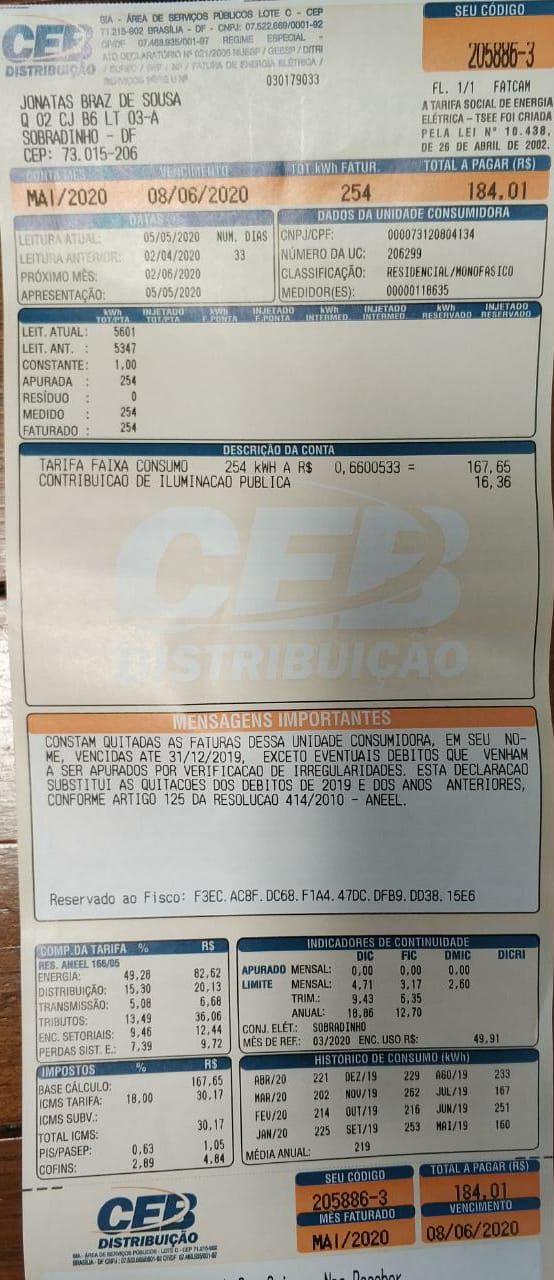 CEB
DISTRIBUIÇÃO
SIA - ÁREA DE SERVIÇOS PÚBLICOS LOTE C - CEP
71.215-902 BRASÍLIA - DF - CNPJ: 07.522.669/0001-92
CF/DF 07.468.935/001-97 REGIME ESPECIAL -
ATO DECLARATÓRIO Nº 021/2006 NUESP / GEESP / DITRI
030179033
SEU CÓDIGO
205886-3
FL. 1/1 FATCAM
A TARIFA SOCIAL DE ENERGIA
ELÉTRICA – TSEE FOI CRIADA
PELA LEI Nº 10.438,
DE 26 DE ABRIL DE 2002.
JONATAS BRAZ DE SOUSA
Q 02 CJ B6 LT 03-A
SOBRADINHO - DF
CEP: 73.015-206
CONTA MÊS VENCIMENTO TOT. kWh FATUR. TOTAL A PAGAR (R$)
MAI/2020 08/06/2020 254 184.01
DATAS
LEITURA ATUAL: 05/05/2020 NUM. DIAS
LEITURA ANTERIOR: 02/04/2020 33
PRÓXIMO MÊS: 02/06/2020
APRESENTAÇÃO: 05/05/2020
DADOS DA UNIDADE CONSUMIDORA
CNPJ/CPF: 000073120804134
NÚMERO DA UC: 206299
CLASSIFICAÇÃO: RESIDENCIAL/MONOFASICO
MEDIDOR(ES): 00000118635
kWh TOT/PTA INJETADO TOT/PTA kWh F.PONTA INJETADO F.PONTA kWh INTERMED INJETADO INTERMED kWh RESERVADO INJETADO RESERVADO
LEIT. ATUAL: 5601
LEIT. ANT. : 5347
CONSTANTE: 1,00
APURADA : 254
RESÍDUO : 0
MEDIDO : 254
FATURADO : 254
DESCRIÇÃO DA CONTA
TARIFA FAIXA CONSUMO 254 kWH A R$ 0,6600533 = 167,65
CONTRIBUICAO DE ILUMINACAO PUBLICA 16,36
CEB
DISTRIBUIÇÃO
MENSAGENS IMPORTANTES
CONSTAM QUITADAS AS FATURAS DESSA UNIDADE CONSUMIDORA, EM SEU NO-
ME, VENCIDAS ATE 31/12/2019, EXCETO EVENTUAIS DEBITOS QUE VENHAM
A SER APURADOS POR VERIFICACAO DE IRREGULARIDADES. ESTA DECLARACAO
SUBSTITUI AS QUITACOES DOS DEBITOS DE 2019 E DOS ANOS ANTERIORES,
CONFORME ARTIGO 125 DA RESOLUCAO 414/2010 - ANEEL.
Reservado ao Fisco: F3EC.AC8F.DC68.F1A4.47DC.DFB9.DD38.15E6
COMP. DA TARIFA % R$
RES. ANEEL 166/05
ENERGIA: 49,28 82,62
DISTRIBUIÇÃO: 15,30 20,13
TRANSMISSÃO: 5,08 6,68
TRIBUTOS: 13,49 36,06
ENC. SETORIAIS: 9,46 12,44
PERDAS SIST. E.: 7,39 9,72
INDICADORES DE CONTINUIDADE
DIC FIC DMIC DICRI
APURADO MENSAL: 0,00 0,00 0,00
LIMITE MENSAL: 4,71 3,17 2,60
TRIM.: 9,43 6,35
ANUAL: 18,86 12,70
CONJ. ELÉT.: SOBRADINHO
MÊS DE REF.: 03/2020 ENC. USO R$: 49,91
IMPOSTOS % R$
BASE CÁLCULO: 167,65
ICMS TARIFA: 18,00 30,17
ICMS SUBV.:
TOTAL ICMS: 30,17
PIS/PASEP: 0,63 1,05
COFINS: 2,89 4,84
HISTÓRICO DE CONSUMO (kWh)
ABR/20 221 DEZ/19 229 AGO/19 233
MAR/20 202 NOV/19 262 JUL/19 167
FEV/20 214 OUT/19 216 JUN/19 251
JAN/20 225 SET/19 253 MAI/19 160
MÉDIA ANUAL: 219
CEB
DISTRIBUIÇÃO
SIA - ÁREA DE SERVIÇOS PÚBLICOS LOTE C - CEP 71.215-902
BRASÍLIA - DF CNPJ: 07.522.669/0001-92 CF/DF 07.468.935/001-97
SEU CÓDIGO TOTAL A PAGAR (R$)
205886-3 184,01
MÊS FATURADO VENCIMENTO
MAI/2020 08/06/2020